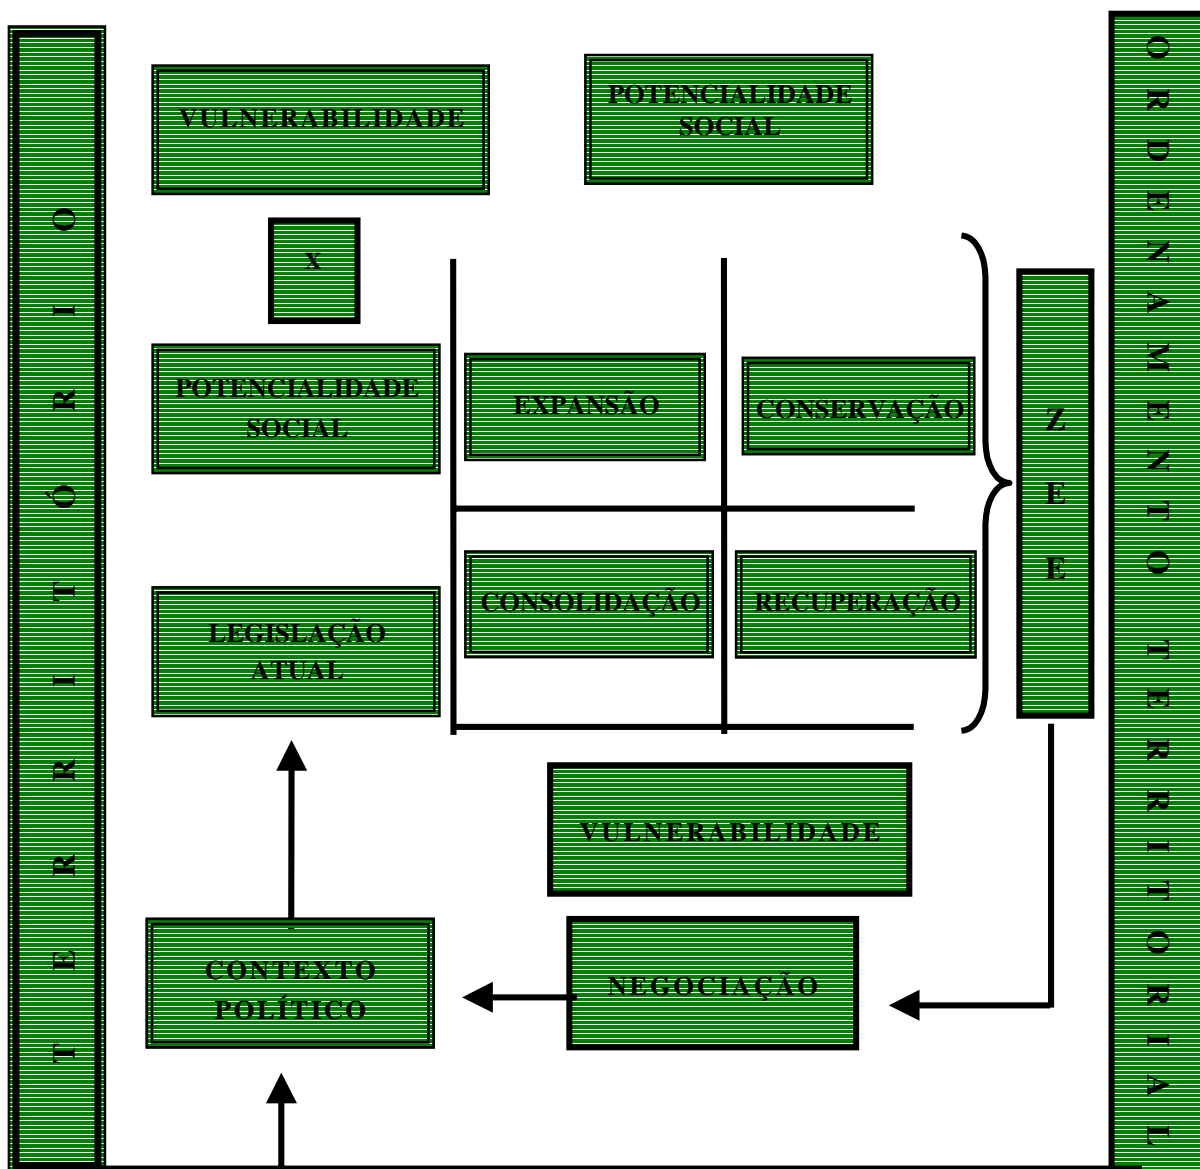 TERRITÓRIO
VULNERABILIDADE
POTENCIALIDADE
SOCIAL
X
POTENCIALIDADE
SOCIAL
EXPANSÃO
CONSERVAÇÃO
LEGISLAÇÃO
ATUAL
CONSOLIDAÇÃO
RECUPERAÇÃO
Z
E
E
VULNERABILIDADE
CONTEXTO
POLÍTICO
NEGOCIAÇÃO
ORDENAMENTO TERRITORIAL